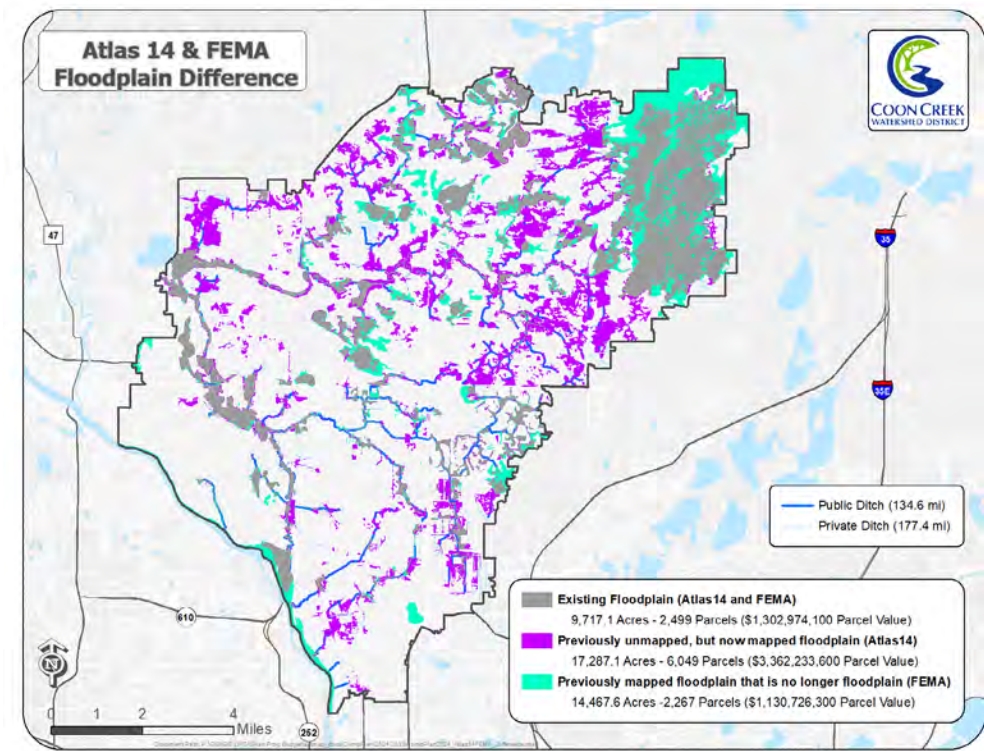 Atlas 14 & FEMA
Floodplain Difference
COON CREEK
WATERSHED DISTRICT
47
35
35E
Public Ditch (134.6 mi)
Private Ditch (177.4 mi)
Existing Floodplain (Atlas14 and FEMA)
9,717.1 Acres - 2,499 Parcels ($1,302,974,100 Parcel Value)
Previously unmapped, but now mapped floodplain (Atlas14)
17,287.1 Acres - 6,049 Parcels ($3,362,233,600 Parcel Value)
Previously mapped floodplain that is no longer floodplain (FEMA)
14,467.6 Acres -2,267 Parcels ($1,130,726,300 Parcel Value)
610
N
0 1 2 4
Miles
252